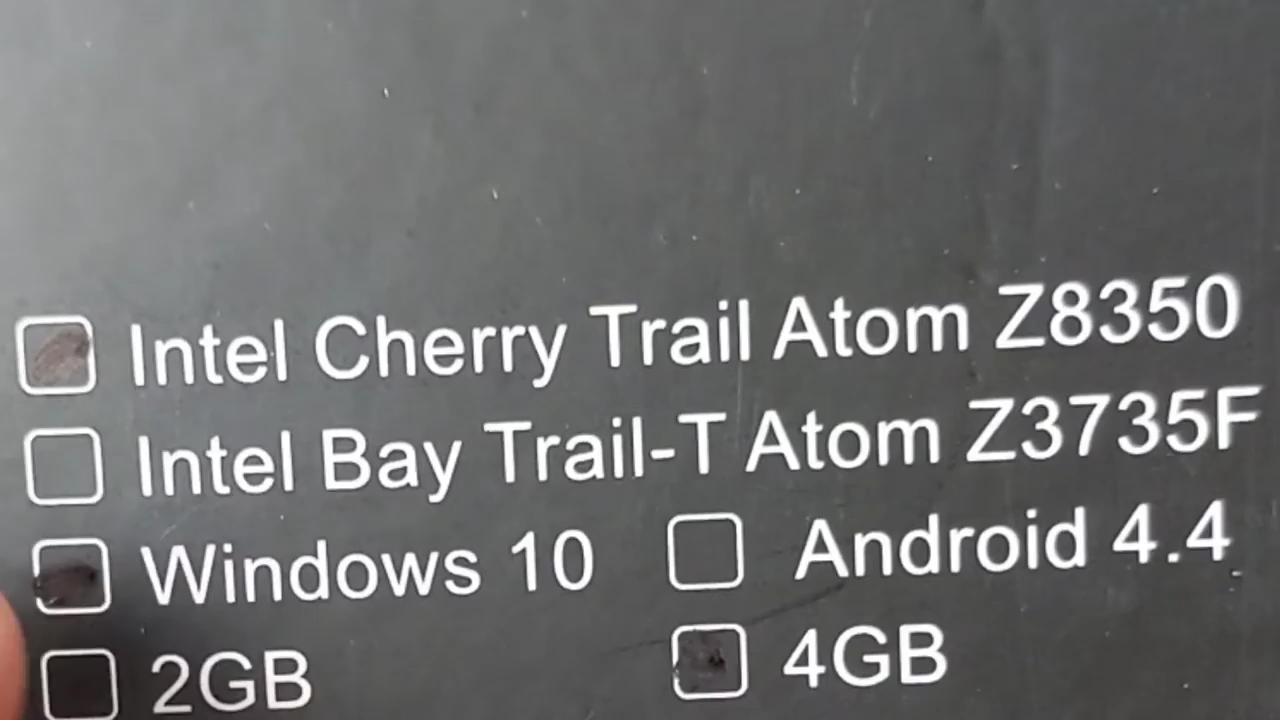 Intel Cherry Trail Atom Z8350
Intel Bay Trail-T Atom Z3735F
Windows 10 Android 4.4
2GB 4GB